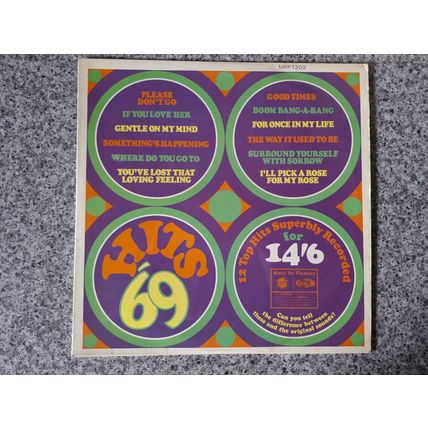 MFP 1302
PLEASE
DON'T GO
IF YOU LOVE HER
GENTLE ON MY MIND
SOMETHING'S HAPPENING
WHERE DO YOU GO TO
YOU'VE LOST THAT
LOVING FEELING
GOOD TIMES
BOOM BANG-A-BANG
FOR ONCE IN MY LIFE
THE WAY IT USED TO BE
SURROUND YOURSELF
WITH SORROW
I'LL PICK A ROSE
FOR MY ROSE
HITS
'69
12 Top Hits Superbly Recorded
for
14'6
Music for Pleasure
Can you tell
the difference between
these and the original sounds?